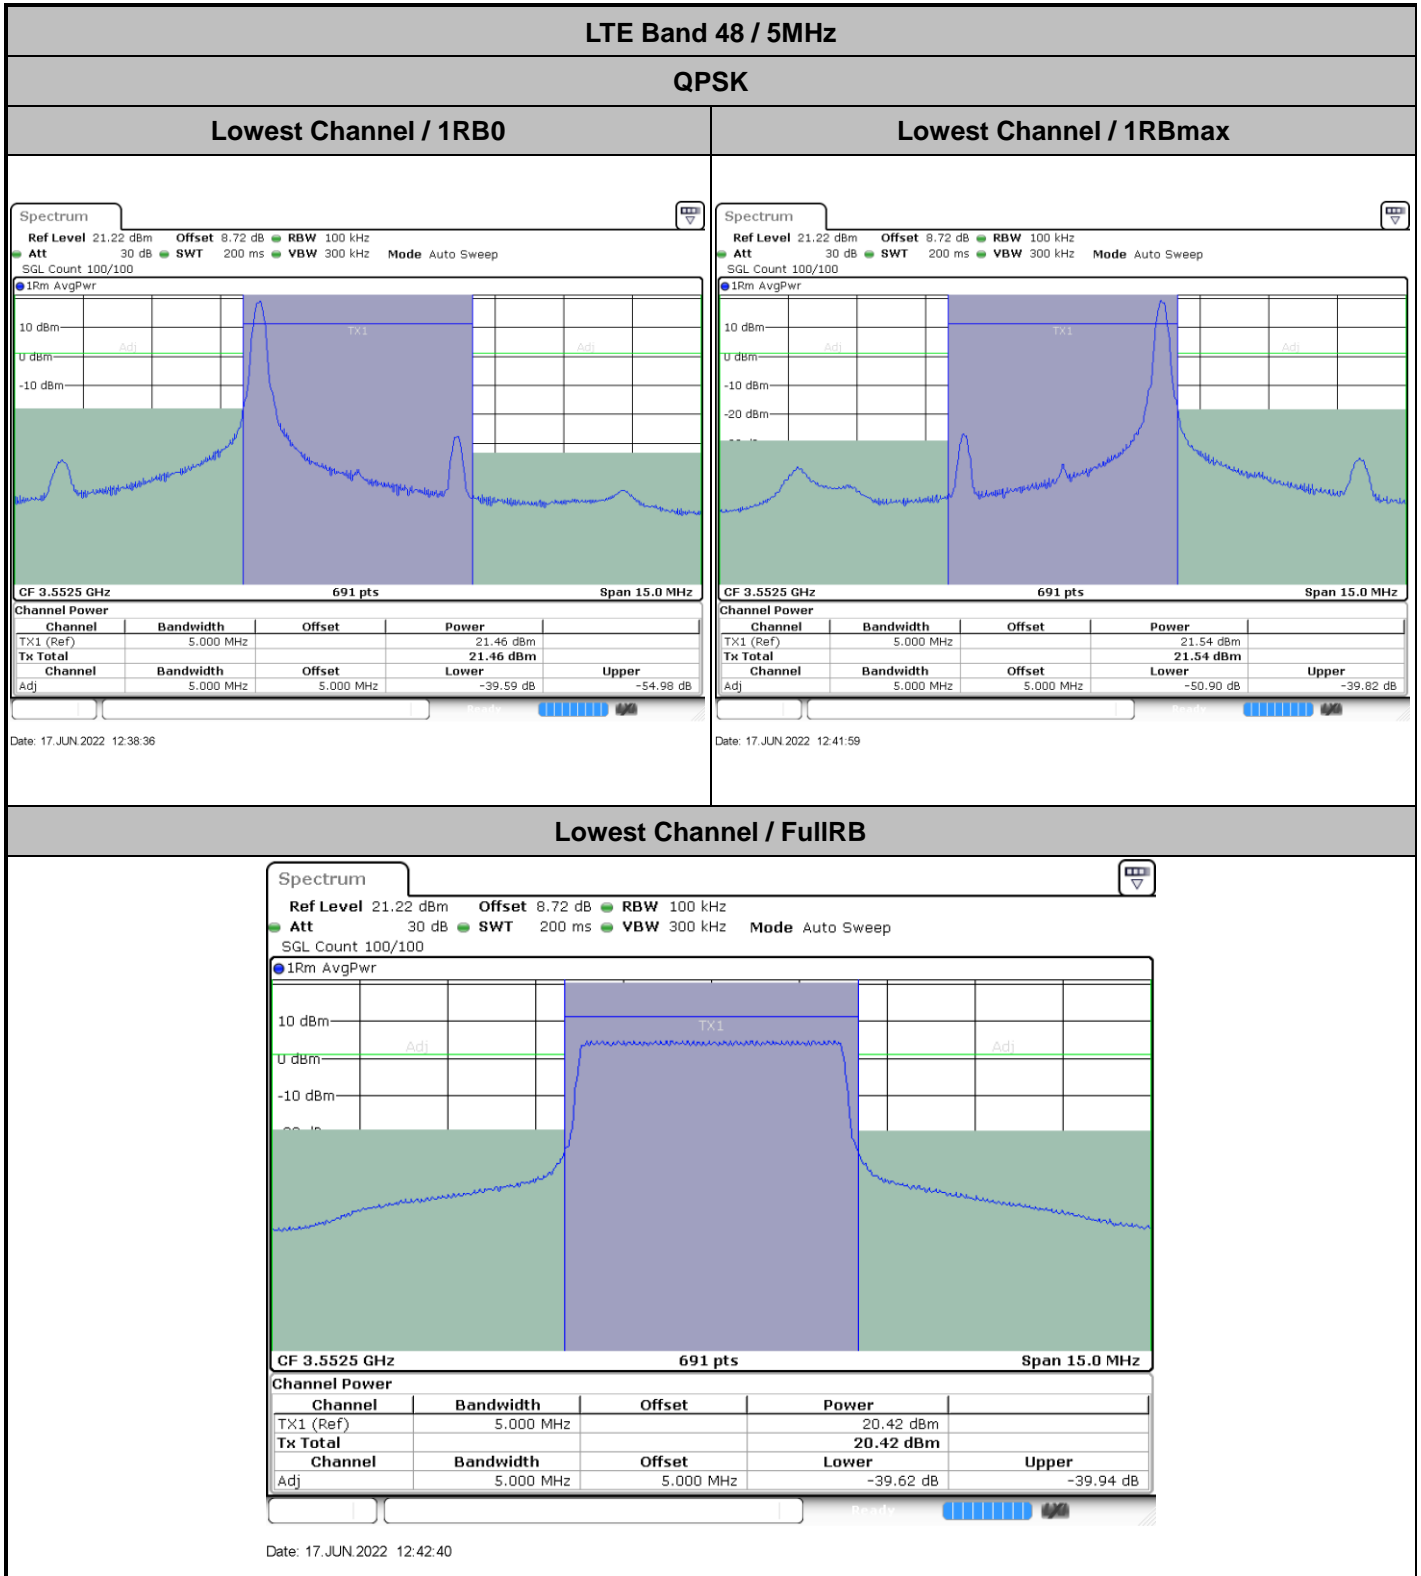 LTE Band 48 / 5MHz
QPSK
Lowest Channel / 1RB0
Lowest Channel / 1RBmax
Spectrum
Ref Level 21.22 dBm Offset 8.72 dB RBW 100 kHz
Att 30 dB SWT 200 ms VBW 300 kHz Mode Auto Sweep
SGL Count 100/100
1Rm AvgPwr
10 dBm
TX1
Adj
Adj
0 dBm
-10 dBm
CF 3.5525 GHz 691 pts Span 15.0 MHz
Channel Power
Channel Bandwidth Offset Power
TX1 (Ref) 5.000 MHz 21.46 dBm
Tx Total 21.46 dBm
Channel Bandwidth Offset Lower Upper
Adj 5.000 MHz 5.000 MHz -39.59 dB -54.98 dB
Ready
Date: 17.JUN.2022 12:38:36
Spectrum
Ref Level 21.22 dBm Offset 8.72 dB RBW 100 kHz
Att 30 dB SWT 200 ms VBW 300 kHz Mode Auto Sweep
SGL Count 100/100
1Rm AvgPwr
10 dBm
TX1
Adj
Adj
0 dBm
-10 dBm
-20 dBm
CF 3.5525 GHz 691 pts Span 15.0 MHz
Channel Power
Channel Bandwidth Offset Power
TX1 (Ref) 5.000 MHz 21.54 dBm
Tx Total 21.54 dBm
Channel Bandwidth Offset Lower Upper
Adj 5.000 MHz 5.000 MHz -50.90 dB -39.82 dB
Ready
Date: 17.JUN.2022 12:41:59
Lowest Channel / FullRB
Spectrum
Ref Level 21.22 dBm Offset 8.72 dB RBW 100 kHz
Att 30 dB SWT 200 ms VBW 300 kHz Mode Auto Sweep
SGL Count 100/100
1Rm AvgPwr
10 dBm
TX1
Adj
Adj
0 dBm
-10 dBm
CF 3.5525 GHz 691 pts Span 15.0 MHz
Channel Power
Channel Bandwidth Offset Power
TX1 (Ref) 5.000 MHz 20.42 dBm
Tx Total 20.42 dBm
Channel Bandwidth Offset Lower Upper
Adj 5.000 MHz 5.000 MHz -39.62 dB -39.94 dB
Ready
Date: 17.JUN.2022 12:42:40